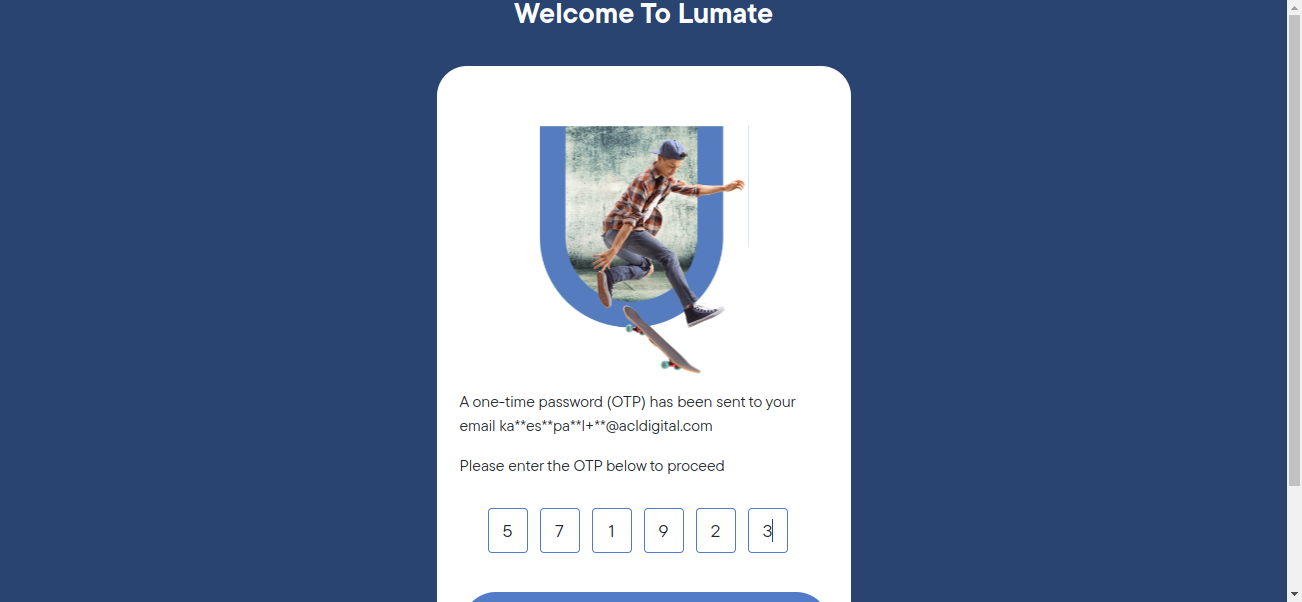 Welcome To Lumate
A one-time password (OTP) has been sent to your
email ka**es**pa**l+**@acldigital.com
Please enter the OTP below to proceed
5 7 1 9 2 3